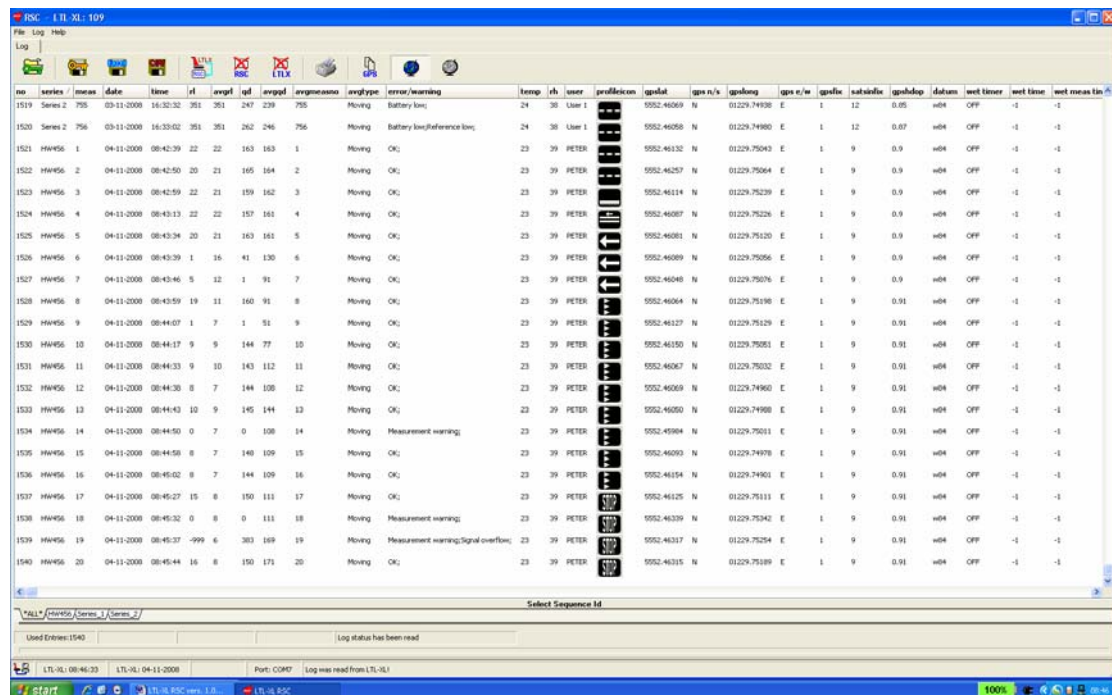 RSC - LTL-XL: 109
File Log Help
Log
LTLX RSC RSC LTLX GPS
no series / meas date time rl avgrl qd avgqd avgmeasno avgtype error/warning temp rh user profileicon gpslat gps n/s gpslong gps e/w gpsfix satsinfix gpshdop datum wet timer wet time wet meas tin
1519 Series 2 755 03-11-2008 16:32:32 351 351 247 239 755 Moving Battery low; 24 38 User 1 5552.46069 N 01229.74938 E 1 12 0.85 w84 OFF -1 -1
1520 Series 2 756 03-11-2008 16:33:02 351 351 262 246 756 Moving Battery low;Reference low; 24 38 User 1 5552.46058 N 01229.74980 E 1 12 0.87 w84 OFF -1 -1
1521 HW456 1 04-11-2008 08:42:39 22 22 163 163 1 Moving OK; 23 39 PETER 5552.46132 N 01229.75043 E 1 9 0.9 w84 OFF -1 -1
1522 HW456 2 04-11-2008 08:42:50 20 21 165 164 2 Moving OK; 23 39 PETER 5552.46257 N 01229.75064 E 1 9 0.9 w84 OFF -1 -1
1523 HW456 3 04-11-2008 08:42:59 22 21 159 162 3 Moving OK; 23 39 PETER 5552.46114 N 01229.75239 E 1 9 0.9 w84 OFF -1 -1
1524 HW456 4 04-11-2008 08:43:13 22 22 157 161 4 Moving OK; 23 39 PETER 5552.46087 N 01229.75226 E 1 9 0.9 w84 OFF -1 -1
1525 HW456 5 04-11-2008 08:43:34 20 21 163 161 5 Moving OK; 23 39 PETER 5552.46081 N 01229.75120 E 1 9 0.9 w84 OFF -1 -1
1526 HW456 6 04-11-2008 08:43:39 1 16 41 130 6 Moving OK; 23 39 PETER 5552.46089 N 01229.75056 E 1 9 0.9 w84 OFF -1 -1
1527 HW456 7 04-11-2008 08:43:46 5 12 1 91 7 Moving OK; 23 39 PETER 5552.46048 N 01229.75076 E 1 9 0.9 w84 OFF -1 -1
1528 HW456 8 04-11-2008 08:43:59 19 11 160 91 8 Moving OK; 23 39 PETER 5552.46064 N 01229.75198 E 1 9 0.91 w84 OFF -1 -1
1529 HW456 9 04-11-2008 08:44:07 1 7 1 51 9 Moving OK; 23 39 PETER 5552.46127 N 01229.75129 E 1 9 0.91 w84 OFF -1 -1
1530 HW456 10 04-11-2008 08:44:17 9 9 144 77 10 Moving OK; 23 39 PETER 5552.46150 N 01229.75051 E 1 9 0.91 w84 OFF -1 -1
1531 HW456 11 04-11-2008 08:44:33 9 10 143 112 11 Moving OK; 23 39 PETER 5552.46067 N 01229.75032 E 1 9 0.91 w84 OFF -1 -1
1532 HW456 12 04-11-2008 08:44:38 8 7 144 108 12 Moving OK; 23 39 PETER 5552.46069 N 01229.74960 E 1 9 0.91 w84 OFF -1 -1
1533 HW456 13 04-11-2008 08:44:43 10 9 145 144 13 Moving OK; 23 39 PETER 5552.46050 N 01229.74988 E 1 9 0.91 w84 OFF -1 -1
1534 HW456 14 04-11-2008 08:44:50 0 7 0 108 14 Moving Measurement warning; 23 39 PETER 5552.45984 N 01229.75011 E 1 9 0.91 w84 OFF -1 -1
1535 HW456 15 04-11-2008 08:44:58 8 7 148 109 15 Moving OK; 23 39 PETER 5552.46093 N 01229.74978 E 1 9 0.91 w84 OFF -1 -1
1536 HW456 16 04-11-2008 08:45:02 8 7 144 109 16 Moving OK; 23 39 PETER 5552.46154 N 01229.74901 E 1 9 0.91 w84 OFF -1 -1
1537 HW456 17 04-11-2008 08:45:27 15 8 150 111 17 Moving OK; 23 39 PETER STOP 5552.46125 N 01229.75111 E 1 9 0.91 w84 OFF -1 -1
1538 HW456 18 04-11-2008 08:45:32 0 8 0 111 18 Moving Measurement warning; 23 39 PETER STOP 5552.46339 N 01229.75342 E 1 9 0.91 w84 OFF -1 -1
1539 HW456 19 04-11-2008 08:45:37 -999 6 383 169 19 Moving Measurement warning;Signal overflow; 23 39 PETER STOP 5552.46317 N 01229.75254 E 1 9 0.91 w84 OFF -1 -1
1540 HW456 20 04-11-2008 08:45:44 16 8 150 171 20 Moving OK; 23 39 PETER STOP 5552.46315 N 01229.75189 E 1 9 0.91 w84 OFF -1 -1
Select Sequence Id
*ALL* HW456 Series_1 Series_2
Used Entries:1540 Log status has been read
LTL-XL: 08:46:33 LTL-XL: 04-11-2008 Port: COM7 Log was read from LTL-XL!
start LTL-XL RSC vers. 1.0... LTL-XL RSC 100% 08:46